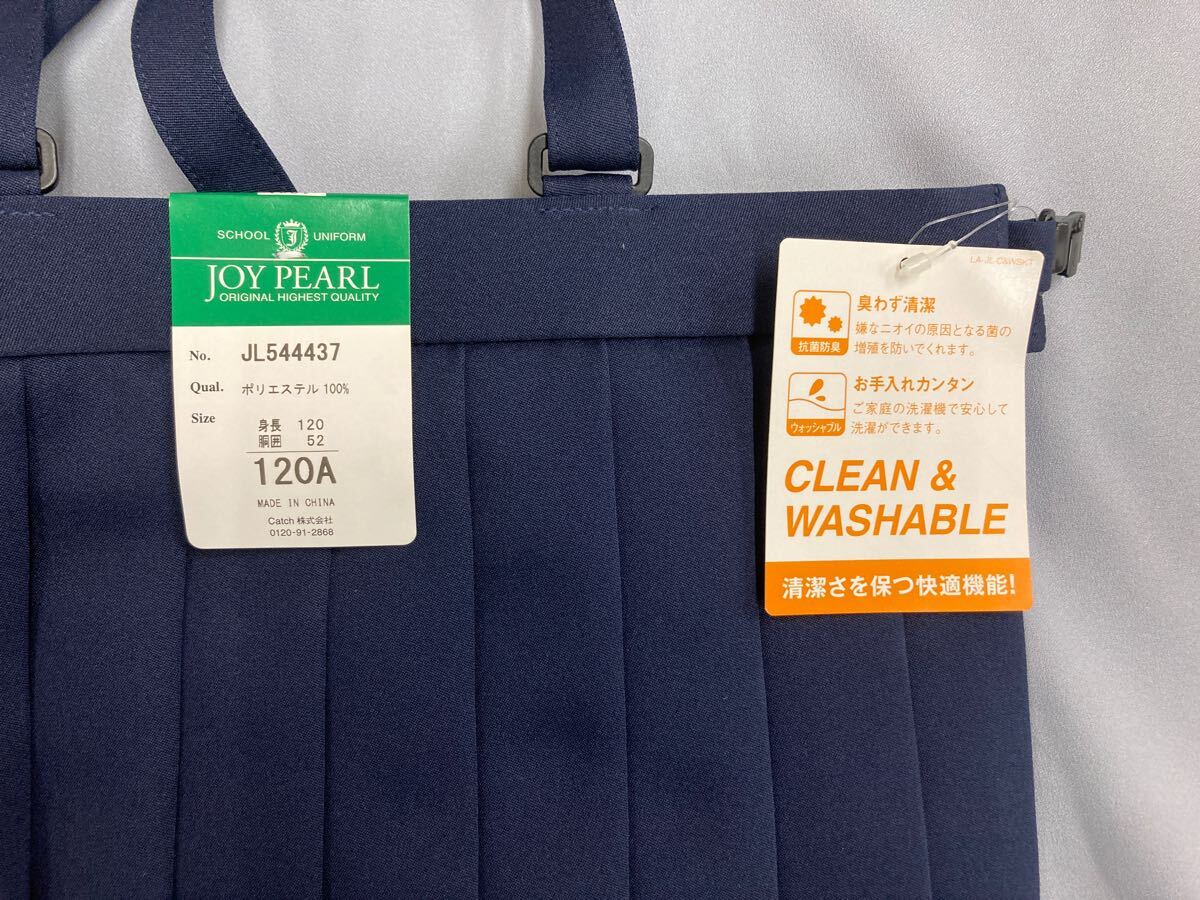 SCHOOL J UNIFORM
JOY PEARL
ORIGINAL HIGHEST QUALITY
No. JL544437
Qual. ポリエステル 100%
Size 身長 120
胴囲 52
120A
MADE IN CHINA
Catch 株式会社
0120-91-2868
LA-JL-C&WSKT
臭わず清潔
嫌なニオイの原因となる菌の
増殖を防いでくれます。
抗菌防臭
お手入れカンタン
ご家庭の洗濯機で安心して
洗濯ができます。
ウォッシャブル
CLEAN &
WASHABLE
清潔さを保つ快適機能!